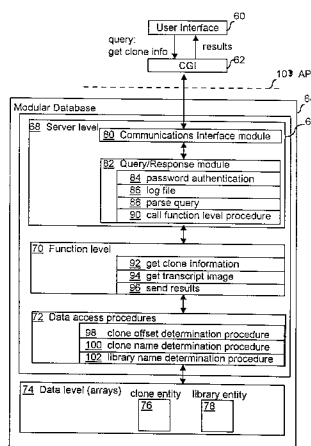 User Interface 60
query:
get clone info
results
CGI 62
103 AP
Modular Database
6
68 Server level
6
80 Communications Interface module
82 Query/Response module
84 password authentication
86 log file
88 parse query
90 call function level procedure
70 Function level
92 get clone information
94 get transcript image
96 send results
72 Data access procedures
98 clone offset determination procedure
100 clone name determination procedure
102 library name determination procedure
74 Data level (arrays)
clone entity
76
library entity
78